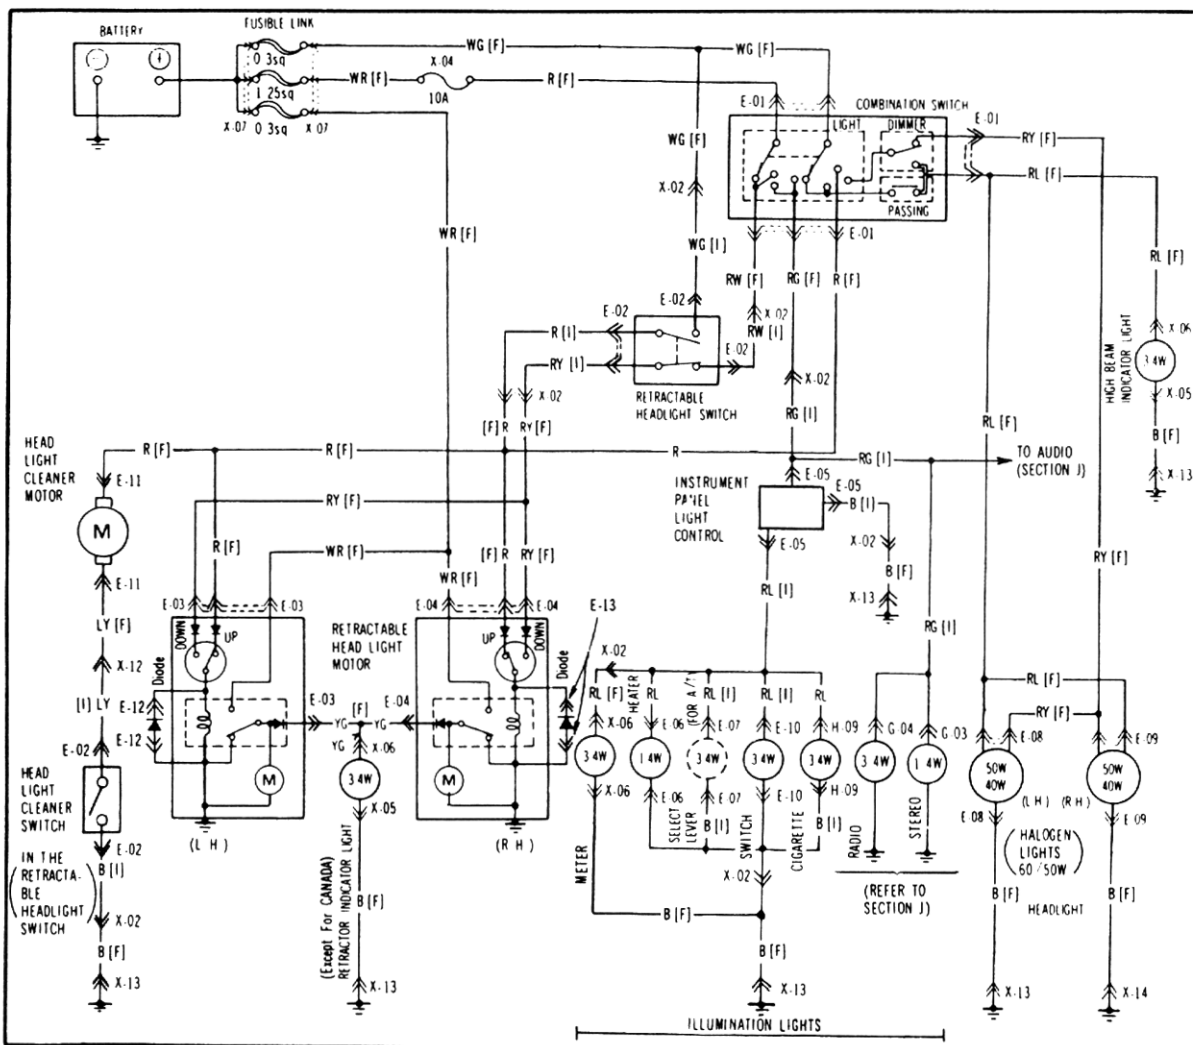 BATTERY
FUSIBLE LINK
0.3sq
1.25sq
X-07 0.3sq X-07
WG [F]
WR [F]
X-04
10A
R [F]
WG [F]
E-01
COMBINATION SWITCH
LIGHT
DIMMER
PASSING
E-01
RY [F]
RL [F]
WG [F]
X-02
WG [I]
E-01
WR [F]
RW [F]
RG [F]
R [F]
RL [F]
E-02
E-02
X-02
RW [I]
R [I]
RY [I]
E-02
RETRACTABLE
HEADLIGHT SWITCH
X-02
X-02
RG [I]
X-06
3.4W
X-05
HIGH BEAM
INDICATOR LIGHT
B [F]
X-13
[F] R
RY [F]
RL [F]
HEAD
LIGHT
CLEANER
MOTOR
R [F]
R [F]
R
RG [I]
TO AUDIO
(SECTION J)
E-11
M
E-11
RY [F]
INSTRUMENT
PANEL
LIGHT
CONTROL
E-05
E-05
B [I]
E-05
X-02
B [F]
X-13
R [F]
WR [F]
WR [F]
[F] R
RY [F]
RY [F]
RL [I]
RG [I]
LY [F]
X-12
[I] LY
E-02
E-03
E-03
DOWN
UP
Diode
E-12
E-12
M
(L H)
RETRACTABLE
HEAD LIGHT
MOTOR
E-04
E-04
UP
DOWN
Diode
E-13
M
(R H)
E-03
[F]
YG
YG
YG
E-04
X-06
3.4W
X-05
B [F]
X-13
(Except For CANADA)
RETRACTOR INDICATOR LIGHT
HEAD
LIGHT
CLEANER
SWITCH
E-02
B [I]
(IN THE
RETRACTA-
BLE
HEADLIGHT
SWITCH)
X-02
B [F]
X-13
X-02
RL [F]
HEATER
RL
(FOR A/T)
RL [I]
RL [I]
RL
X-06
E-06
E-07
E-10
H-09
G-04
G-03
3.4W
1.4W
3.4W
3.4W
3.4W
3.4W
1.4W
X-06
E-06
E-07
E-10
H-09
METER
SELECT
LEVER
B [I]
SWITCH
CIGARETTE
B [I]
RADIO
STEREO
X-02
B [F]
B [F]
X-13
(REFER TO
SECTION J)
ILLUMINATION LIGHTS
RL [F]
RY [F]
E-08
E-09
50W
40W
50W
40W
(L H)
(R H)
E-08
E-09
(HALOGEN
LIGHTS
60/50W)
B [F]
HEADLIGHT
B [F]
X-13
X-14